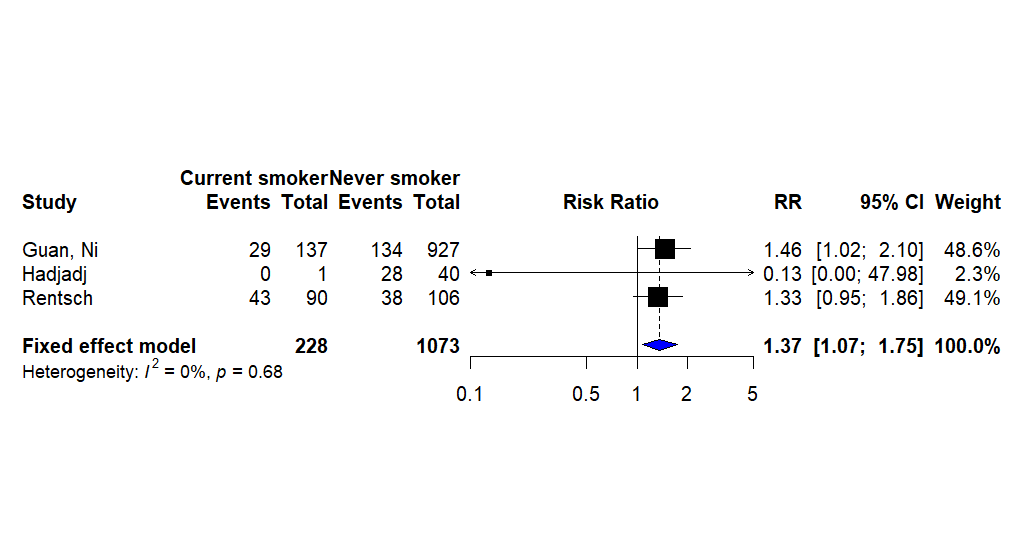 Current smokerNever smoker
Study Events Total Events Total Risk Ratio RR 95% CI Weight
Guan, Ni 29 137 134 927 1.46 [1.02; 2.10] 48.6%
Hadjadj 0 1 28 40 0.13 [0.00; 47.98] 2.3%
Rentsch 43 90 38 106 1.33 [0.95; 1.86] 49.1%
Fixed effect model 228 1073 1.37 [1.07; 1.75] 100.0%
Heterogeneity: I² = 0%, p = 0.68
0.1 0.5 1 2 5